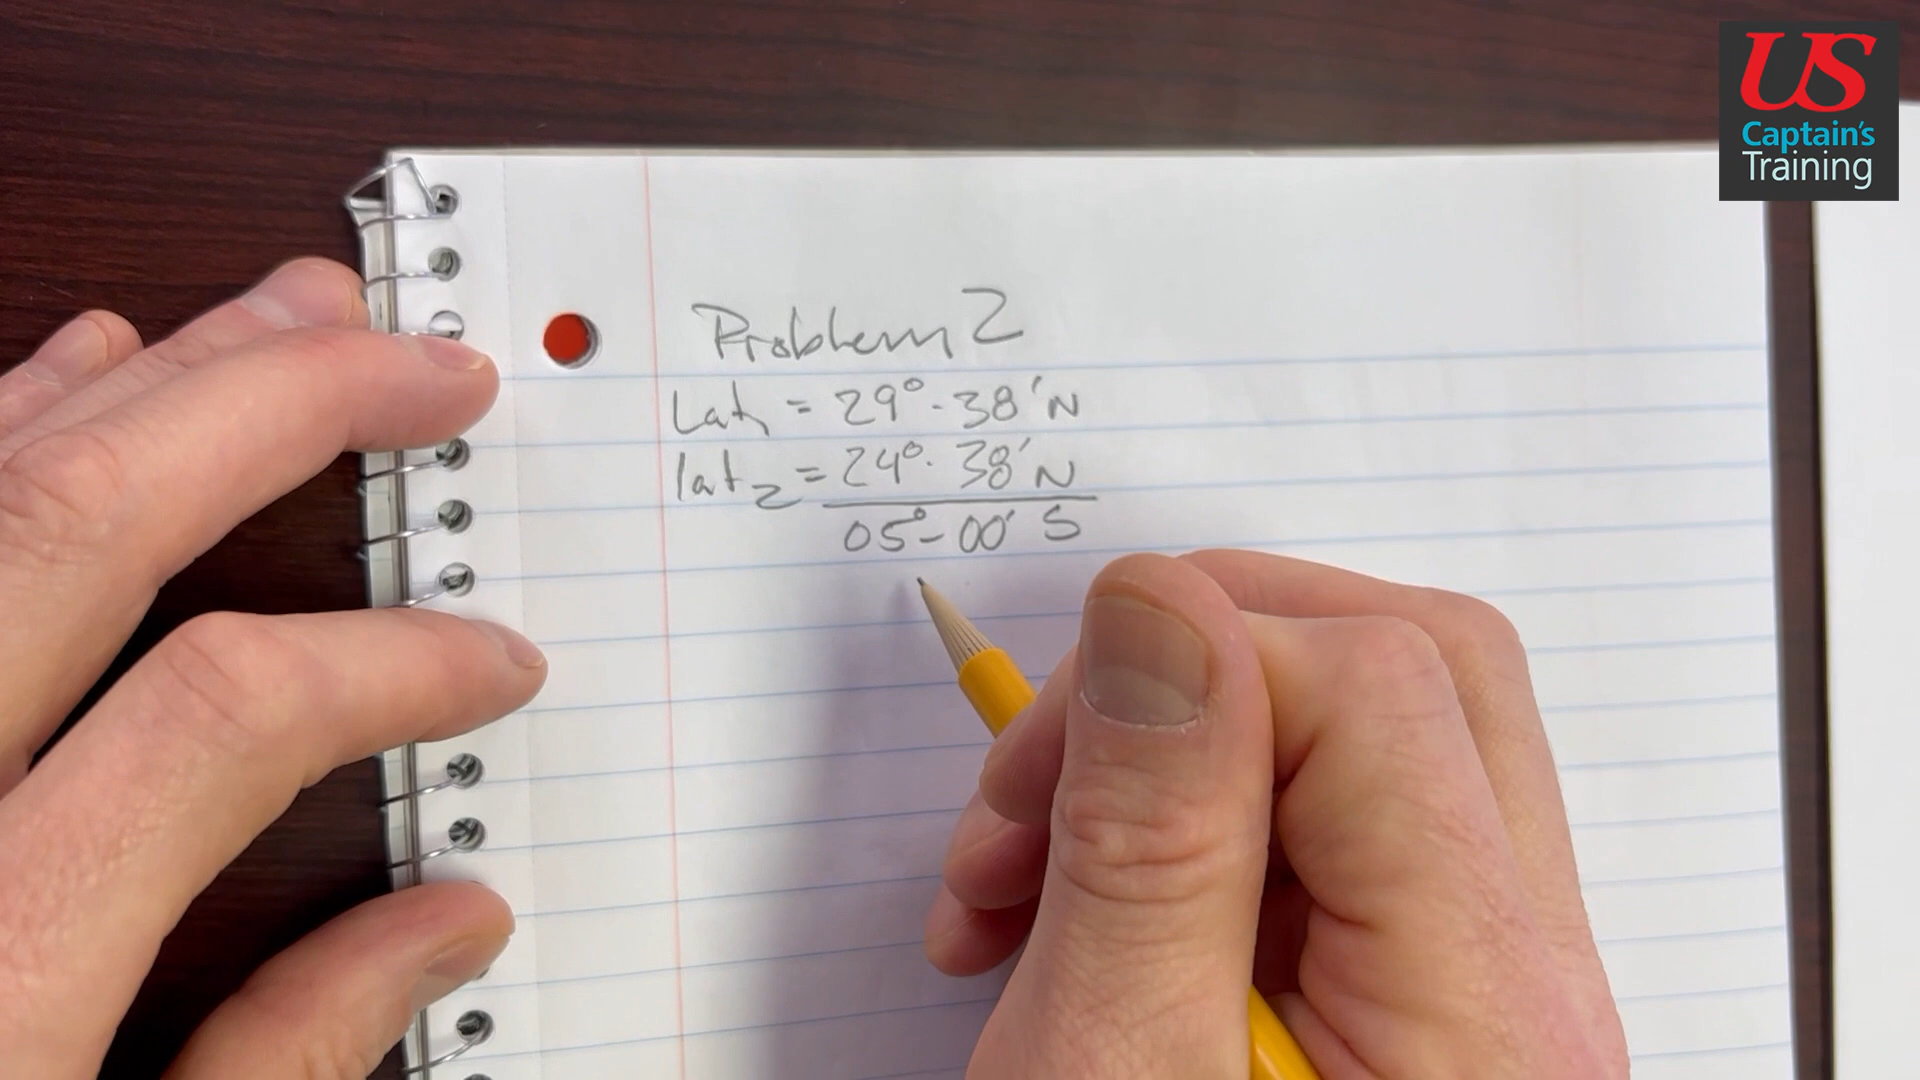 US
Captain's
Training
Problem 2
Lat1 = 29°-38'N
lat2 = 24°-38'N
05°-00' S